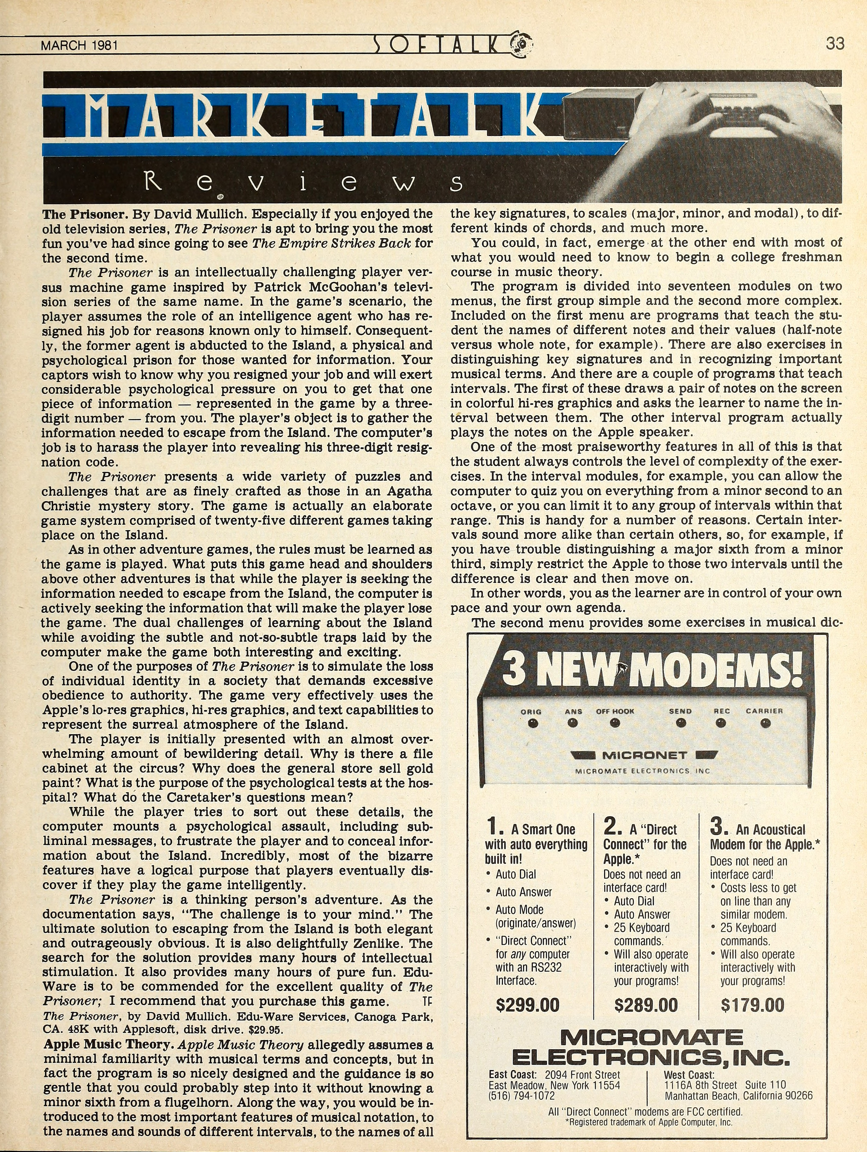 MARCH 1981
SOFTALK
33
MARKETALK
Reviews
The Prisoner. By David Mullich. Especially if you enjoyed the
old television series, The Prisoner is apt to bring you the most
fun you've had since going to see The Empire Strikes Back for
the second time.
The Prisoner is an intellectually challenging player ver-
sus machine game inspired by Patrick McGoohan's televi-
sion series of the same name. In the game's scenario, the
player assumes the role of an intelligence agent who has re-
signed his job for reasons known only to himself. Consequent-
ly, the former agent is abducted to the Island, a physical and
psychological prison for those wanted for information. Your
captors wish to know why you resigned your job and will exert
considerable psychological pressure on you to get that one
piece of information — represented in the game by a three-
digit number — from you. The player's object is to gather the
information needed to escape from the Island. The computer's
job is to harass the player into revealing his three-digit resig-
nation code.
The Prisoner presents a wide variety of puzzles and
challenges that are as finely crafted as those in an Agatha
Christie mystery story. The game is actually an elaborate
game system comprised of twenty-five different games taking
place on the Island.
As in other adventure games, the rules must be learned as
the game is played. What puts this game head and shoulders
above other adventures is that while the player is seeking the
information needed to escape from the Island, the computer is
actively seeking the information that will make the player lose
the game. The dual challenges of learning about the Island
while avoiding the subtle and not-so-subtle traps laid by the
computer make the game both interesting and exciting.
One of the purposes of The Prisoner is to simulate the loss
of individual identity in a society that demands excessive
obedience to authority. The game very effectively uses the
Apple's lo-res graphics, hi-res graphics, and text capabilities to
represent the surreal atmosphere of the Island.
The player is initially presented with an almost over-
whelming amount of bewildering detail. Why is there a file
cabinet at the circus? Why does the general store sell gold
paint? What is the purpose of the psychological tests at the hos-
pital? What do the Caretaker's questions mean?
While the player tries to sort out these details, the
computer mounts a psychological assault, including sub-
liminal messages, to frustrate the player and to conceal infor-
mation about the Island. Incredibly, most of the bizarre
features have a logical purpose that players eventually dis-
cover if they play the game intelligently.
The Prisoner is a thinking person's adventure. As the
documentation says, "The challenge is to your mind." The
ultimate solution to escaping from the Island is both elegant
and outrageously obvious. It is also delightfully Zenlike. The
search for the solution provides many hours of intellectual
stimulation. It also provides many hours of pure fun. Edu-
Ware is to be commended for the excellent quality of The
Prisoner; I recommend that you purchase this game. TF
The Prisoner, by David Mullich. Edu-Ware Services, Canoga Park,
CA. 48K with Applesoft, disk drive. $29.95.
Apple Music Theory. Apple Music Theory allegedly assumes a
minimal familiarity with musical terms and concepts, but in
fact the program is so nicely designed and the guidance is so
gentle that you could probably step into it without knowing a
minor sixth from a flugelhorn. Along the way, you would be in-
troduced to the most important features of musical notation, to
the names and sounds of different intervals, to the names of all
the key signatures, to scales (major, minor, and modal), to dif-
ferent kinds of chords, and much more.
You could, in fact, emerge at the other end with most of
what you would need to know to begin a college freshman
course in music theory.
The program is divided into seventeen modules on two
menus, the first group simple and the second more complex.
Included on the first menu are programs that teach the stu-
dent the names of different notes and their values (half-note
versus whole note, for example). There are also exercises in
distinguishing key signatures and in recognizing important
musical terms. And there are a couple of programs that teach
intervals. The first of these draws a pair of notes on the screen
in colorful hi-res graphics and asks the learner to name the in-
terval between them. The other interval program actually
plays the notes on the Apple speaker.
One of the most praiseworthy features in all of this is that
the student always controls the level of complexity of the exer-
cises. In the interval modules, for example, you can allow the
computer to quiz you on everything from a minor second to an
octave, or you can limit it to any group of intervals within that
range. This is handy for a number of reasons. Certain inter-
vals sound more alike than certain others, so, for example, if
you have trouble distinguishing a major sixth from a minor
third, simply restrict the Apple to those two intervals until the
difference is clear and then move on.
In other words, you as the learner are in control of your own
pace and your own agenda.
The second menu provides some exercises in musical dic-
3 NEW MODEMS!
ORIG ANS OFF HOOK SEND REC CARRIER
MICRONET
MICROMATE ELECTRONICS INC.
1. A Smart One
with auto everything
built in!
• Auto Dial
• Auto Answer
• Auto Mode
(originate/answer)
• "Direct Connect"
for any computer
with an RS232
Interface.
$299.00
2. A "Direct
Connect" for the
Apple.*
Does not need an
interface card!
• Auto Dial
• Auto Answer
• 25 Keyboard
commands.
• Will also operate
interactively with
your programs!
$289.00
3. An Acoustical
Modem for the Apple.*
Does not need an
interface card!
• Costs less to get
on line than any
similar modem.
• 25 Keyboard
commands.
• Will also operate
interactively with
your programs!
$179.00
MICROMATE
ELECTRONICS, INC.
East Coast: 2094 Front Street
East Meadow, New York 11554
(516) 794-1072
West Coast:
1116A 8th Street Suite 110
Manhattan Beach, California 90266
All "Direct Connect" modems are FCC certified.
*Registered trademark of Apple Computer, Inc.